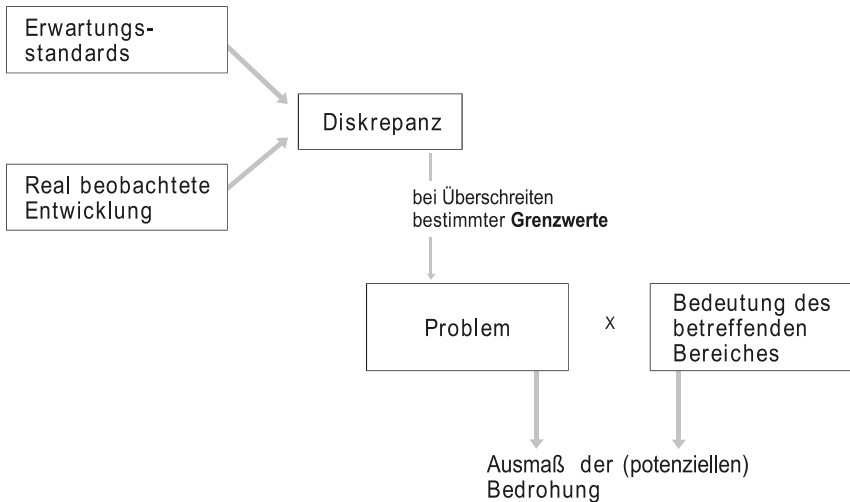 Erwartungs-
standards
Diskrepanz
Real beobachtete
Entwicklung
bei Überschreiten
bestimmter Grenzwerte
Problem
x
Bedeutung des
betreffenden
Bereiches
Ausmaß der (potenziellen)
Bedrohung